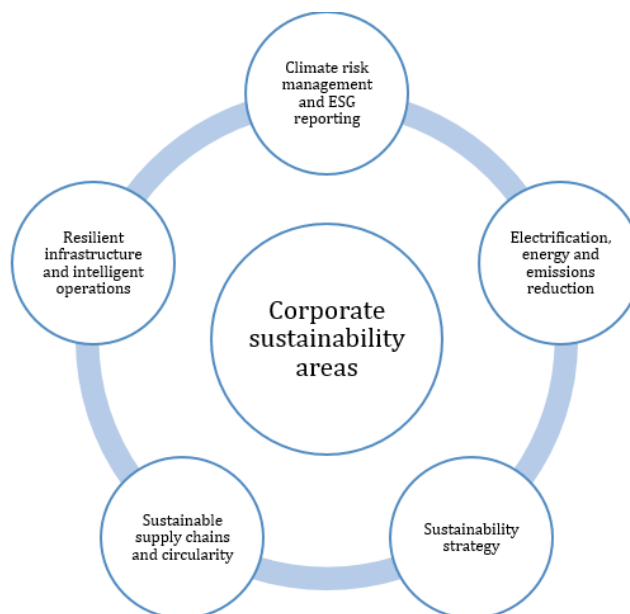 Climate risk
management
and ESG
reporting
Resilient
infrastructure
and intelligent
operations
Electrification,
energy and
emissions
reduction
Corporate
sustainability
areas
Sustainable
supply chains
and circularity
Sustainability
strategy